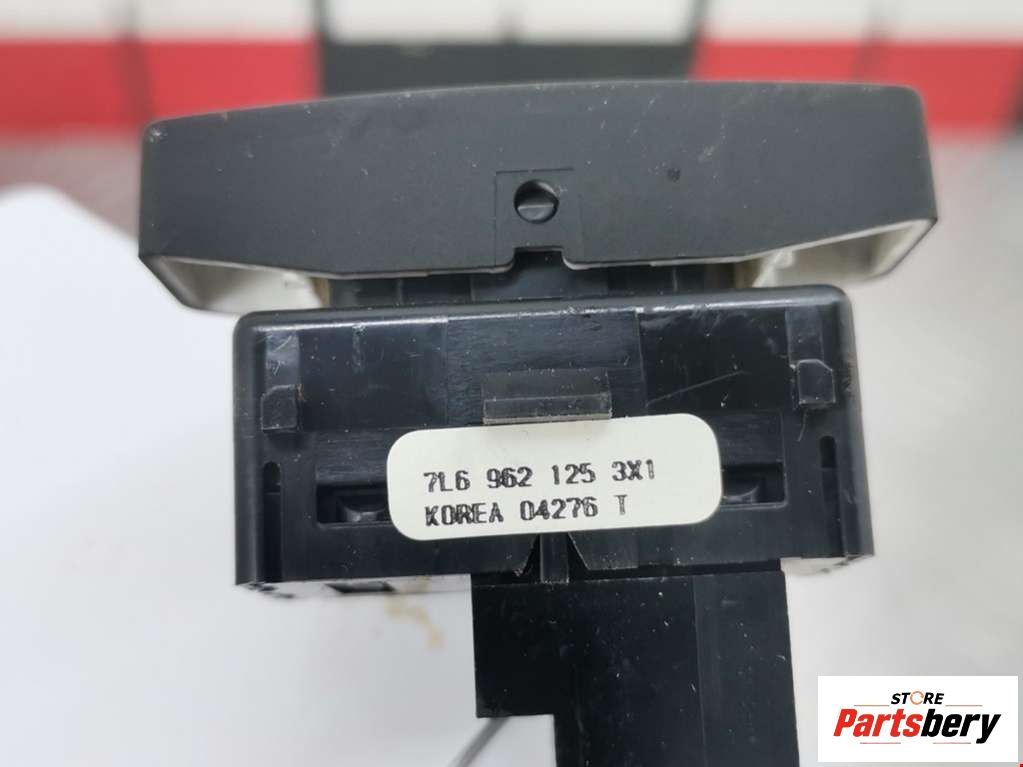 7L6 962 125 3X1
KOREA 04276 T
STORE
Partsbery